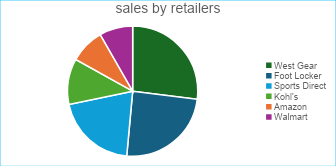 sales by retailers
West Gear
Foot Locker
Sports Direct
Kohl's
Amazon
Walmart